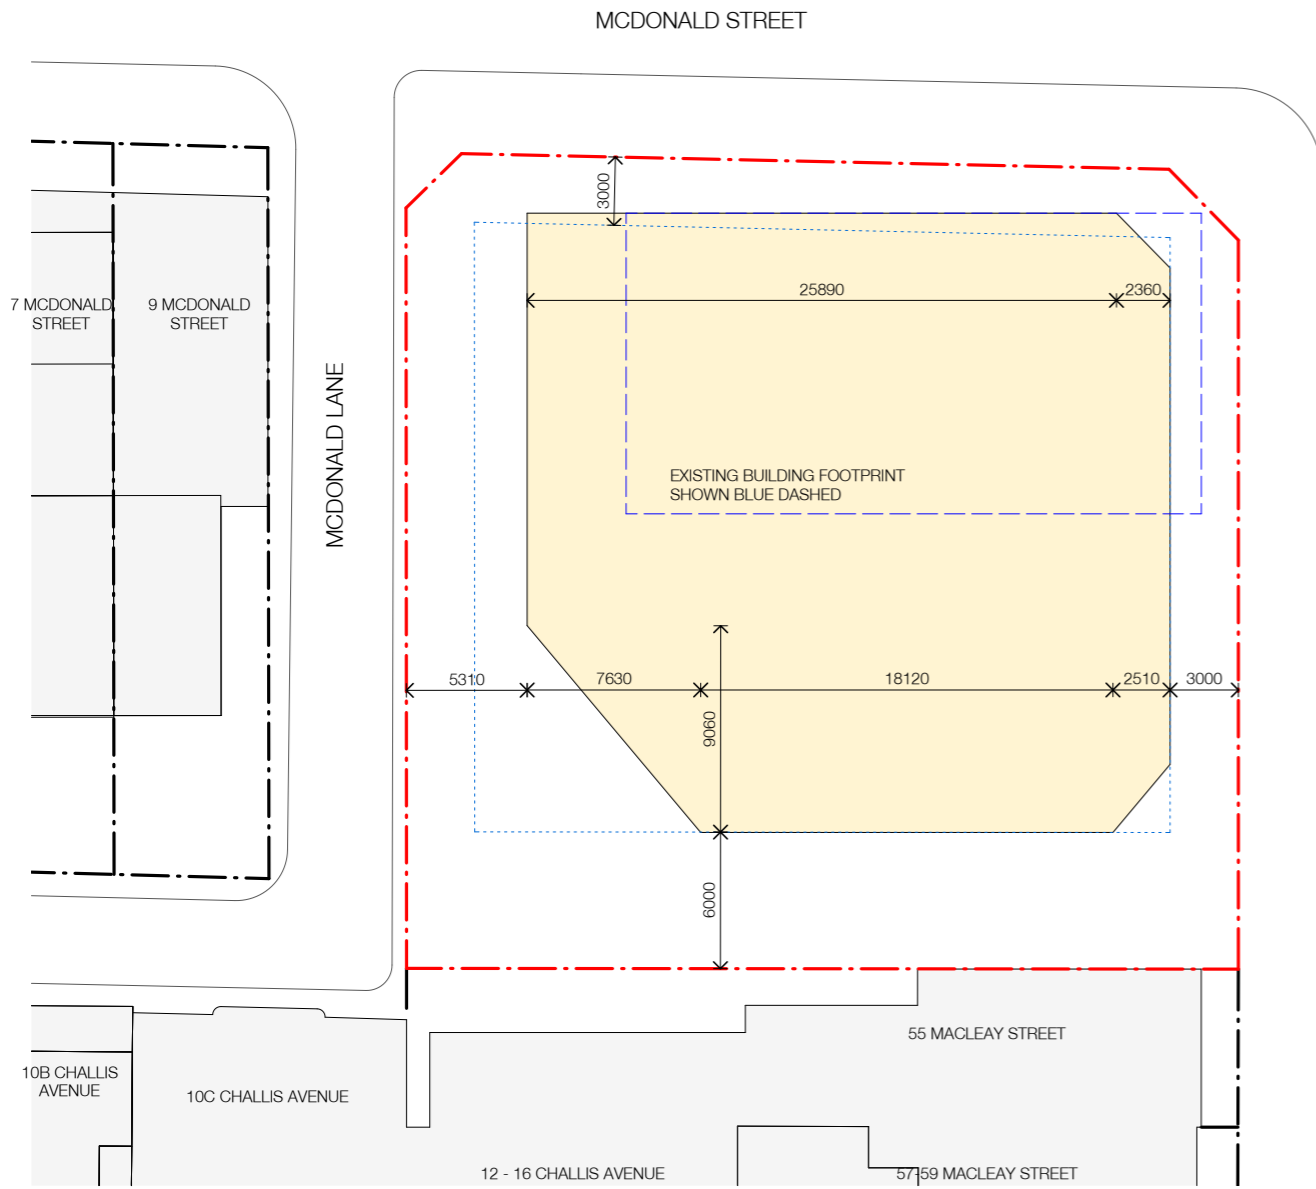 MCDONALD STREET
3000
7 MCDONALD
STREET
9 MCDONALD
STREET
25890
2360
MCDONALD LANE
EXISTING BUILDING FOOTPRINT
SHOWN BLUE DASHED
5310
7630
18120
2510
3000
9060
6000
55 MACLEAY STREET
10B CHALLIS
AVENUE
10C CHALLIS AVENUE
12 - 16 CHALLIS AVENUE
57-59 MACLEAY STREET